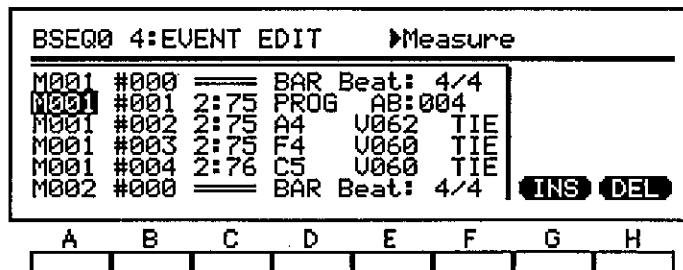 BSEQ0 4:EVENT EDIT ▶Measure
M001 #000 ═══ BAR Beat: 4/4
M001 #001 2:75 PROG AB:004
M001 #002 2:75 A4 V062 TIE
M001 #003 2:75 F4 V060 TIE
M001 #004 2:76 C5 V060 TIE
M002 #000 ═══ BAR Beat: 4/4 INS DEL
A B C D E F G H